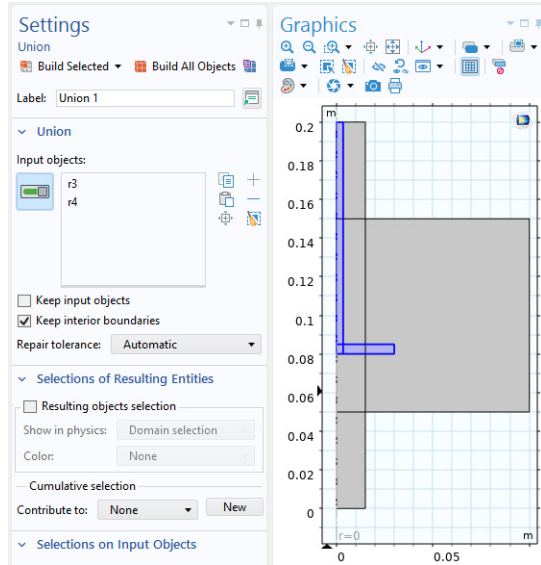 Settings
Union
Build Selected
Build All Objects
Label: Union 1
Union
Input objects:
r3
r4
Keep input objects
Keep interior boundaries
Repair tolerance: Automatic
Selections of Resulting Entities
Resulting objects selection
Show in physics: Domain selection
Color: None
Cumulative selection
Contribute to: None New
Selections on Input Objects
Graphics
m
0.2
0.18
0.16
0.14
0.12
0.1
0.08
0.06
0.04
0.02
0
r=0
m
0 0.05